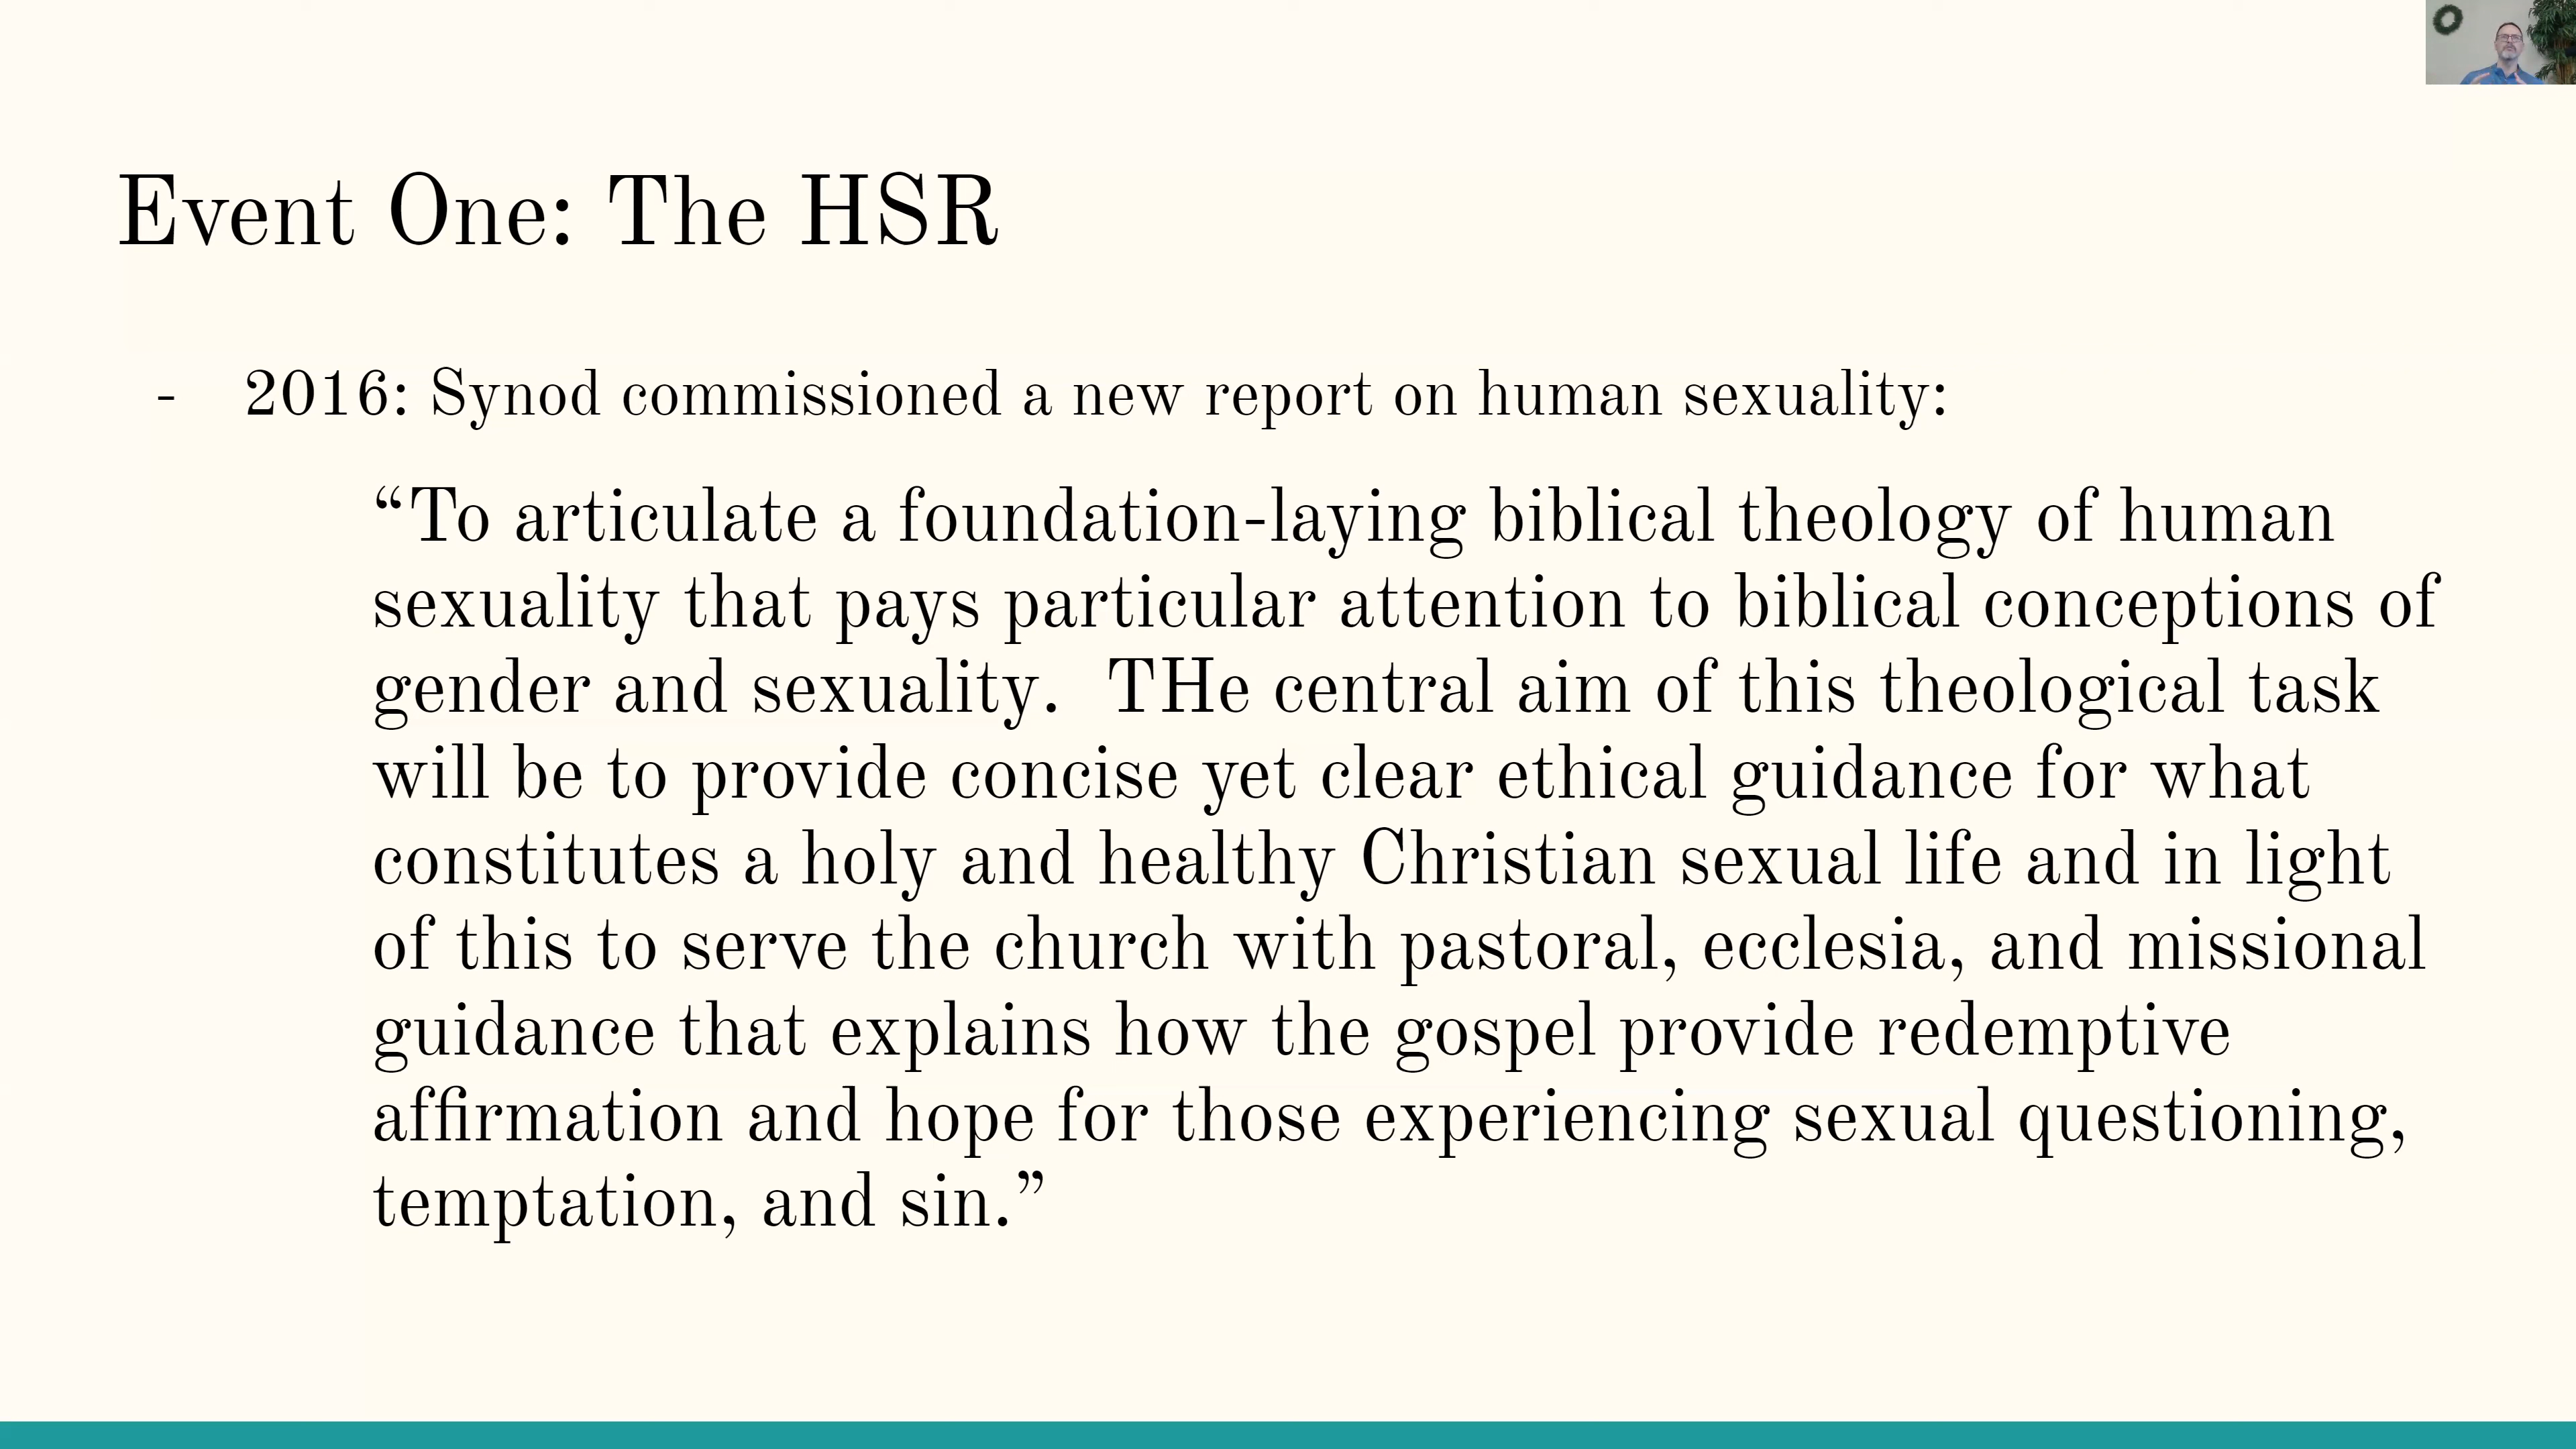 Event One: The HSR
- 2016: Synod commissioned a new report on human sexuality:
“To articulate a foundation-laying biblical theology of human
sexuality that pays particular attention to biblical conceptions of
gender and sexuality.  THe central aim of this theological task
will be to provide concise yet clear ethical guidance for what
constitutes a holy and healthy Christian sexual life and in light
of this to serve the church with pastoral, ecclesia, and missional
guidance that explains how the gospel provide redemptive
affirmation and hope for those experiencing sexual questioning,
temptation, and sin.”